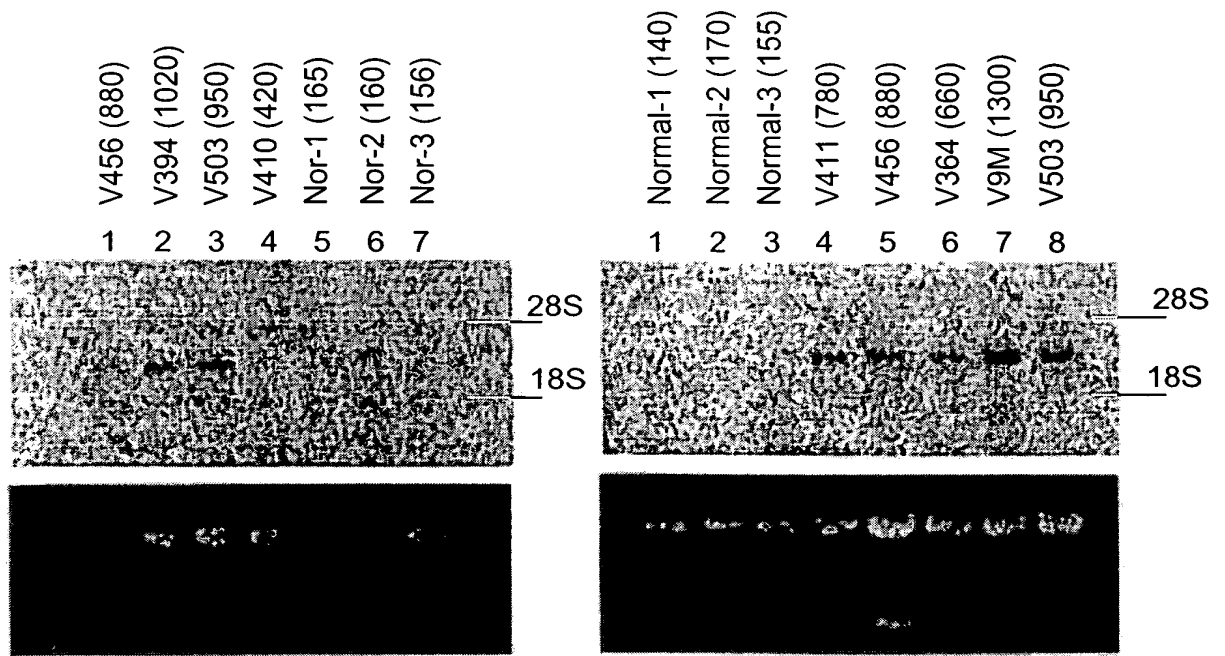 V456 (880)
V394 (1020)
V503 (950)
V410 (420)
Nor-1 (165)
Nor-2 (160)
Nor-3 (156)
1 2 3 4 5 6 7
28S
18S
Normal-1 (140)
Normal-2 (170)
Normal-3 (155)
V411 (780)
V456 (880)
V364 (660)
V9M (1300)
V503 (950)
1 2 3 4 5 6 7 8
28S
18S